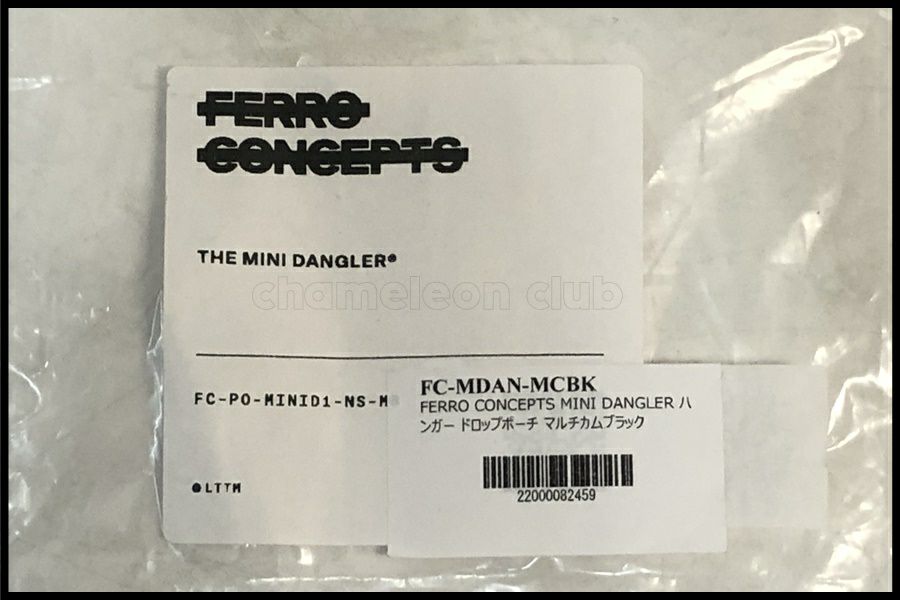 FERRO
CONCEPTS
THE MINI DANGLER®
chameleon club
FC-PO-MINID1-NS-M
FC-MDAN-MCBK
FERRO CONCEPTS MINI DANGLER ハ
ンガー ドロップポーチ マルチカムブラック
22000082459
LTTM